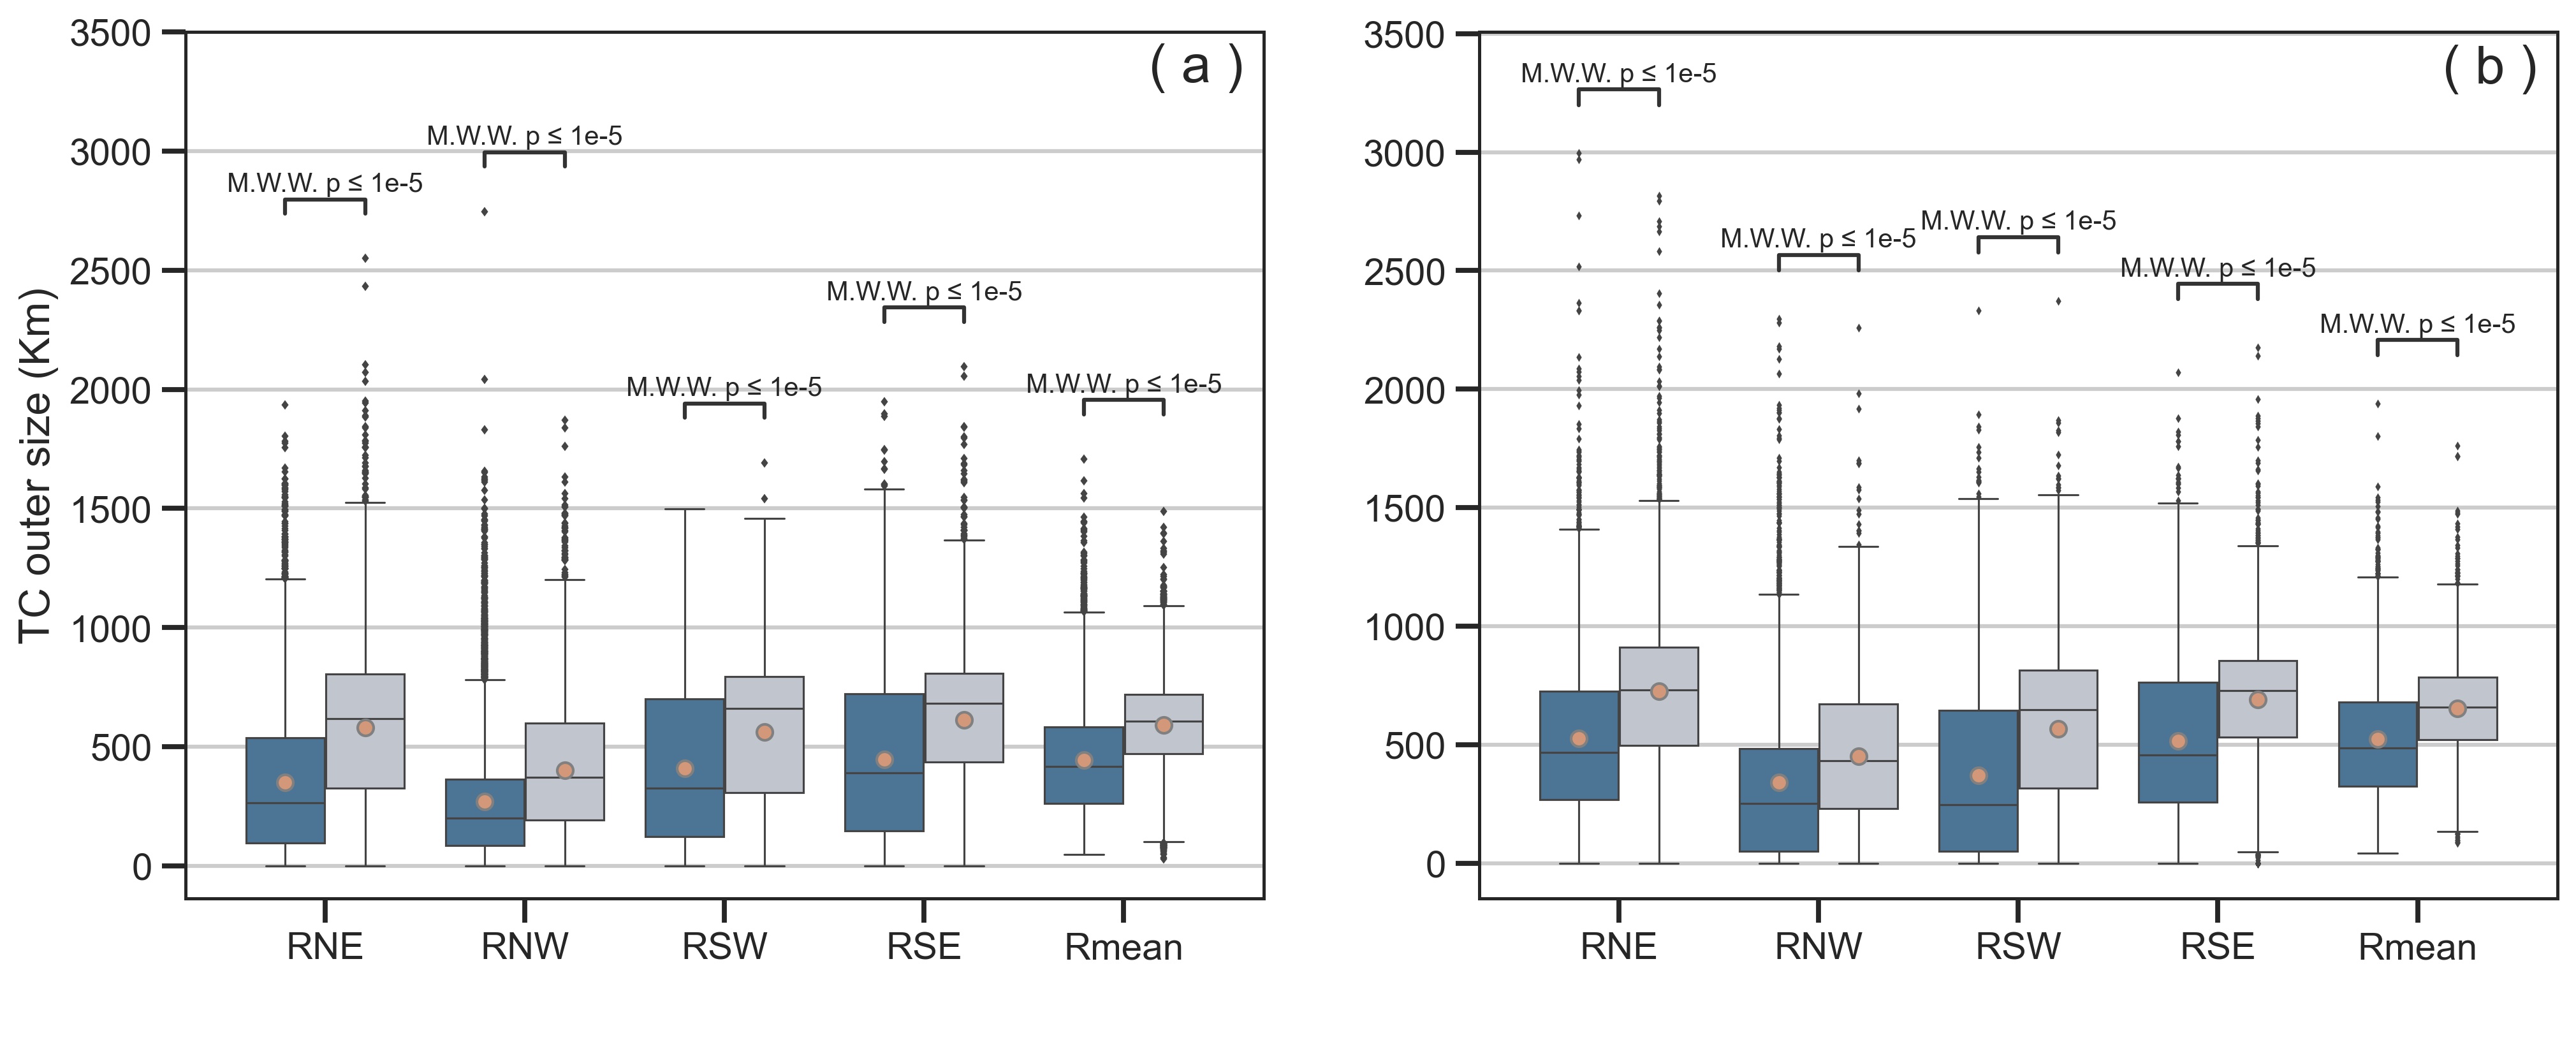 ( a )
3500
3000
2500
2000
1500
1000
500
0
TC outer size (Km)
M.W.W. p ≤ 1e-5
M.W.W. p ≤ 1e-5
M.W.W. p ≤ 1e-5
M.W.W. p ≤ 1e-5
M.W.W. p ≤ 1e-5
RNE
RNW
RSW
RSE
Rmean
( b )
3500
3000
2500
2000
1500
1000
500
0
M.W.W. p ≤ 1e-5
M.W.W. p ≤ 1e-5
M.W.W. p ≤ 1e-5
M.W.W. p ≤ 1e-5
M.W.W. p ≤ 1e-5
RNE
RNW
RSW
RSE
Rmean